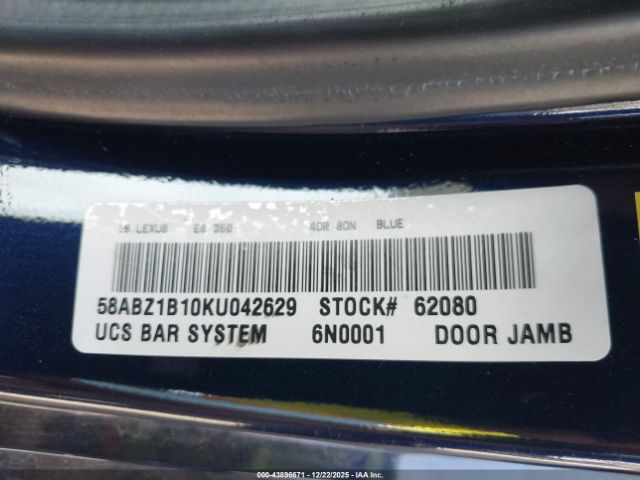 19 LEXUS ES 350 4DR SDN BLUE
58ABZ1B10KU042629 STOCK# 62080
UCS BAR SYSTEM 6N0001 DOOR JAMB
000-43896671 - 12/22/2025 - IAA Inc.